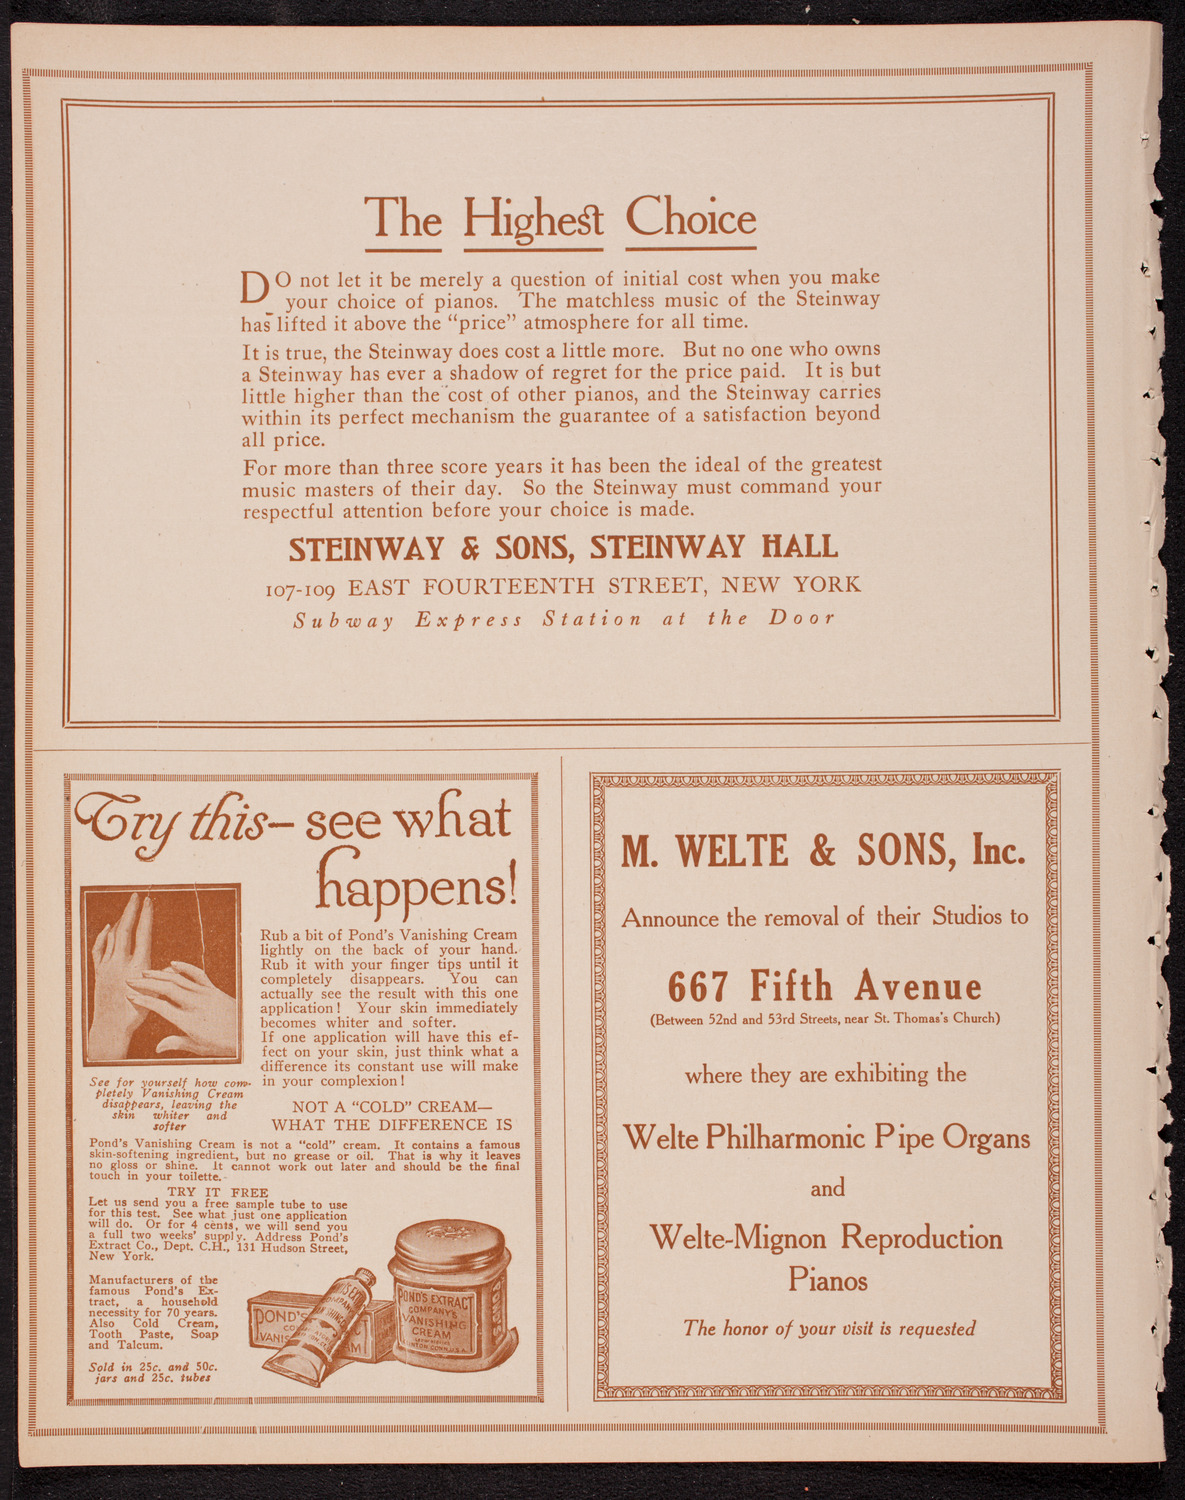 The Highest Choice
DO not let it be merely a question of initial cost when you make
your choice of pianos. The matchless music of the Steinway
has lifted it above the “price” atmosphere for all time.
It is true, the Steinway does cost a little more. But no one who owns
a Steinway has ever a shadow of regret for the price paid. It is but
little higher than the cost of other pianos, and the Steinway carries
within its perfect mechanism the guarantee of a satisfaction beyond
all price.
For more than three score years it has been the ideal of the greatest
music masters of their day. So the Steinway must command your
respectful attention before your choice is made.
STEINWAY & SONS, STEINWAY HALL
107-109 EAST FOURTEENTH STREET, NEW YORK
Subway Express Station at the Door
Try this— see what
happens!
Rub a bit of Pond's Vanishing Cream
lightly on the back of your hand.
Rub it with your finger tips until it
completely disappears. You can
actually see the result with this one
application! Your skin immediately
becomes whiter and softer.
If one application will have this ef-
fect on your skin, just think what a
difference its constant use will make
in your complexion!
See for yourself how com-
pletely Vanishing Cream
disappears, leaving the
skin whiter and
softer
NOT A “COLD” CREAM—
WHAT THE DIFFERENCE IS
Pond's Vanishing Cream is not a “cold” cream. It contains a famous
skin-softening ingredient, but no grease or oil. That is why it leaves
no gloss or shine. It cannot work out later and should be the final
touch in your toilette.
TRY IT FREE
Let us send you a free sample tube to use
for this test. See what just one application
will do. Or for 4 cents, we will send you
a full two weeks' supply. Address Pond's
Extract Co., Dept. C.H., 131 Hudson Street,
New York.
Manufacturers of the
famous Pond's Ex-
tract, a household
necessity for 70 years.
Also Cold Cream,
Tooth Paste, Soap
and Talcum.
Sold in 25c. and 50c.
jars and 25c. tubes
POND'S
VANIS
POND'S EXTRACT
COMPANY'S
VANISHING
CREAM
M. WELTE & SONS, Inc.
Announce the removal of their Studios to
667 Fifth Avenue
(Between 52nd and 53rd Streets, near St. Thomas's Church)
where they are exhibiting the
Welte Philharmonic Pipe Organs
and
Welte-Mignon Reproduction
Pianos
The honor of your visit is requested